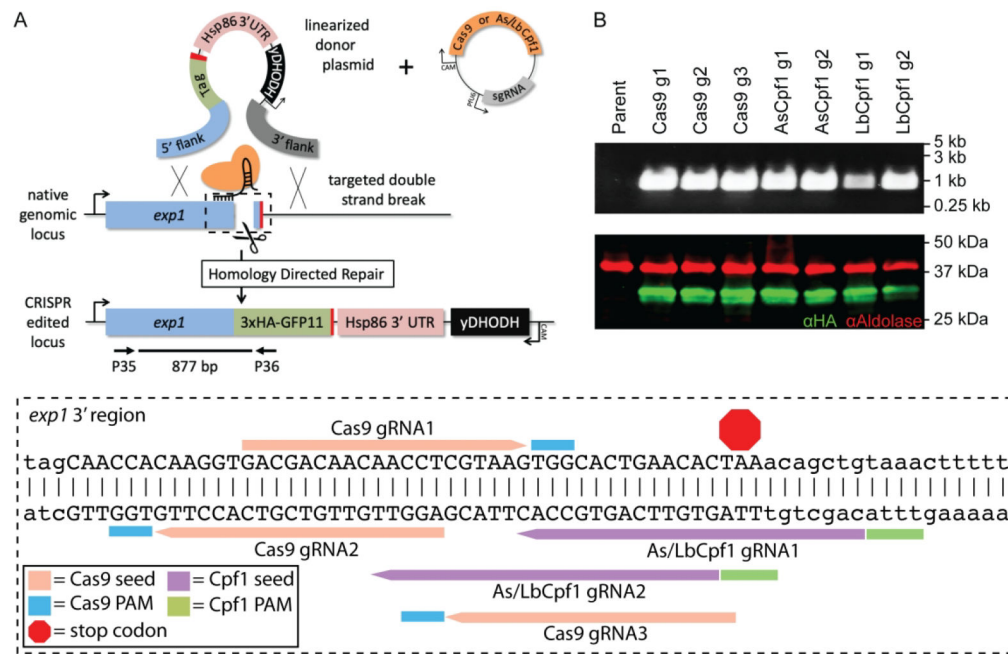 A
Hsp86 3'UTR
Tag
yDHODH
5' flank
3' flank
linearized
donor
plasmid
+
Cas9 or As/LbCpf1
CAM
PfU6
sgRNA
native
genomic
locus
exp1
targeted double
strand break
Homology Directed Repair
CRISPR
edited
locus
exp1
3xHA-GFP11
Hsp86 3' UTR
yDHODH
CAM
P35
877 bp
P36
B
Parent
Cas9 g1
Cas9 g2
Cas9 g3
AsCpf1 g1
AsCpf1 g2
LbCpf1 g1
LbCpf1 g2
5 kb
3 kb
1 kb
0.25 kb
50 kDa
37 kDa
25 kDa
αHA
αAldolase
exp1 3' region
Cas9 gRNA1
tagCAACCACAAGGTGACGACAACAACCTCGTAAGTGGCACTGAACACTAAacagctgtaaacttttt
atcGTTGGTGTTCCACTGCTGTTGTTGGAGCATTCACCGTGACTTGTGATTtgtcgacatttgaaaaa
Cas9 gRNA2
As/LbCpf1 gRNA1
As/LbCpf1 gRNA2
Cas9 gRNA3
= Cas9 seed
= Cpf1 seed
= Cas9 PAM
= Cpf1 PAM
= stop codon